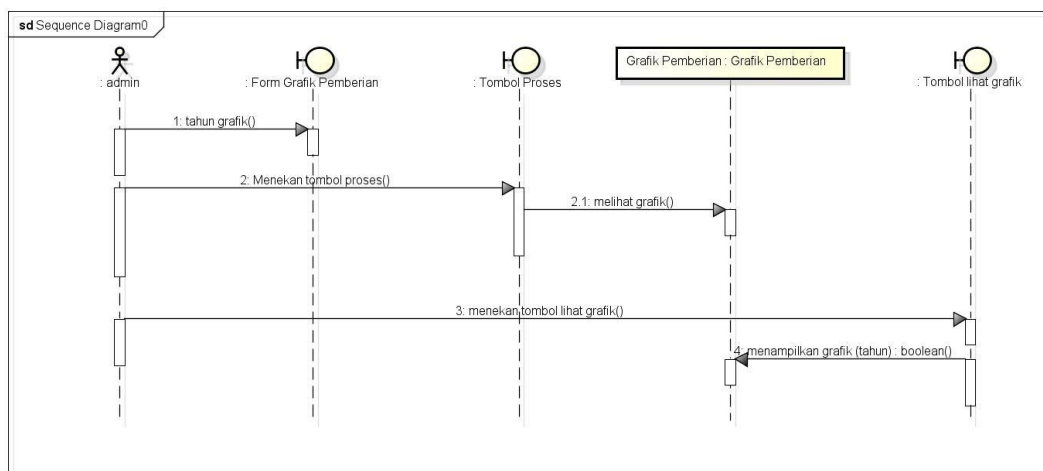 sd Sequence Diagram0
: admin
: Form Grafik Pemberian
: Tombol Proses
Grafik Pemberian : Grafik Pemberian
: Tombol lihat grafik
1: tahun grafik()
2: Menekan tombol proses()
2.1: melihat grafik()
3: menekan tombol lihat grafik()
4: menampilkan grafik (tahun) : boolean()